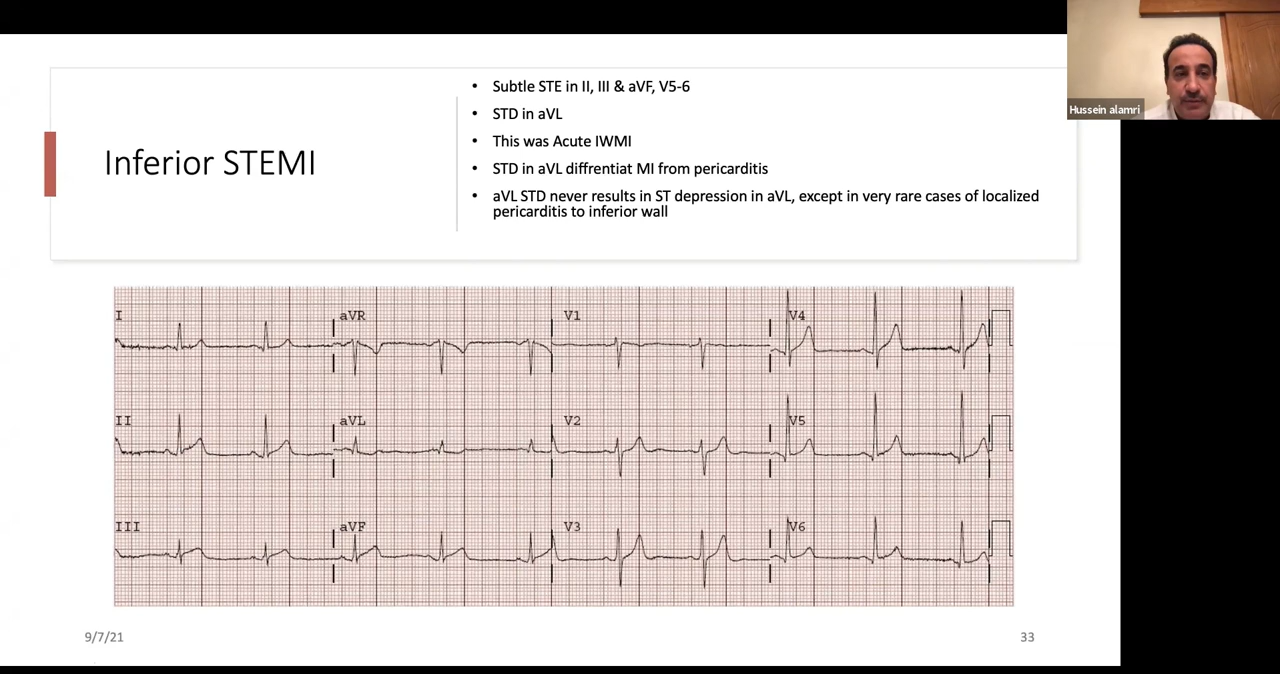 Hussein alamri
Inferior STEMI
• Subtle STE in II, III & aVF, V5-6
• STD in aVL
• This was Acute IWMI
• STD in aVL diffrentiat MI from pericarditis
• aVL STD never results in ST depression in aVL, except in very rare cases of localized
pericarditis to inferior wall
I aVR V1 V4
II aVL V2 V5
III aVF V3 V6
9/7/21
33